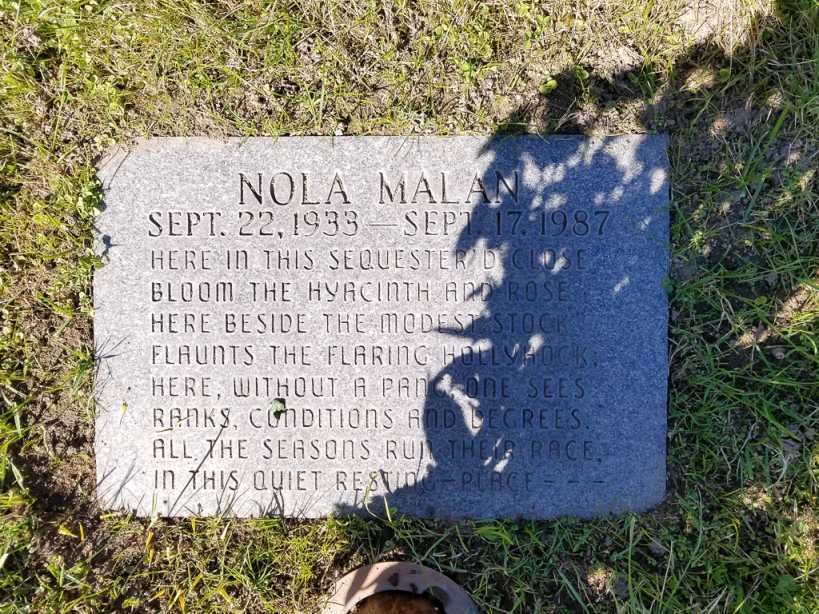 NOLA MALAN
SEPT. 22, 1933 — SEPT. 17, 1987
HERE IN THIS SEQUESTER'D CLOSE
BLOOM THE HYACINTH AND ROSE
HERE BESIDE THE MODEST STOCK
FLAUNTS THE FLARING HOLLYHOCK;
HERE, WITHOUT A PANG, ONE SEES
RANKS, CONDITIONS AND DEGREES.
ALL THE SEASONS RUN THEIR RACE,
IN THIS QUIET RESTING-PLACE - - -